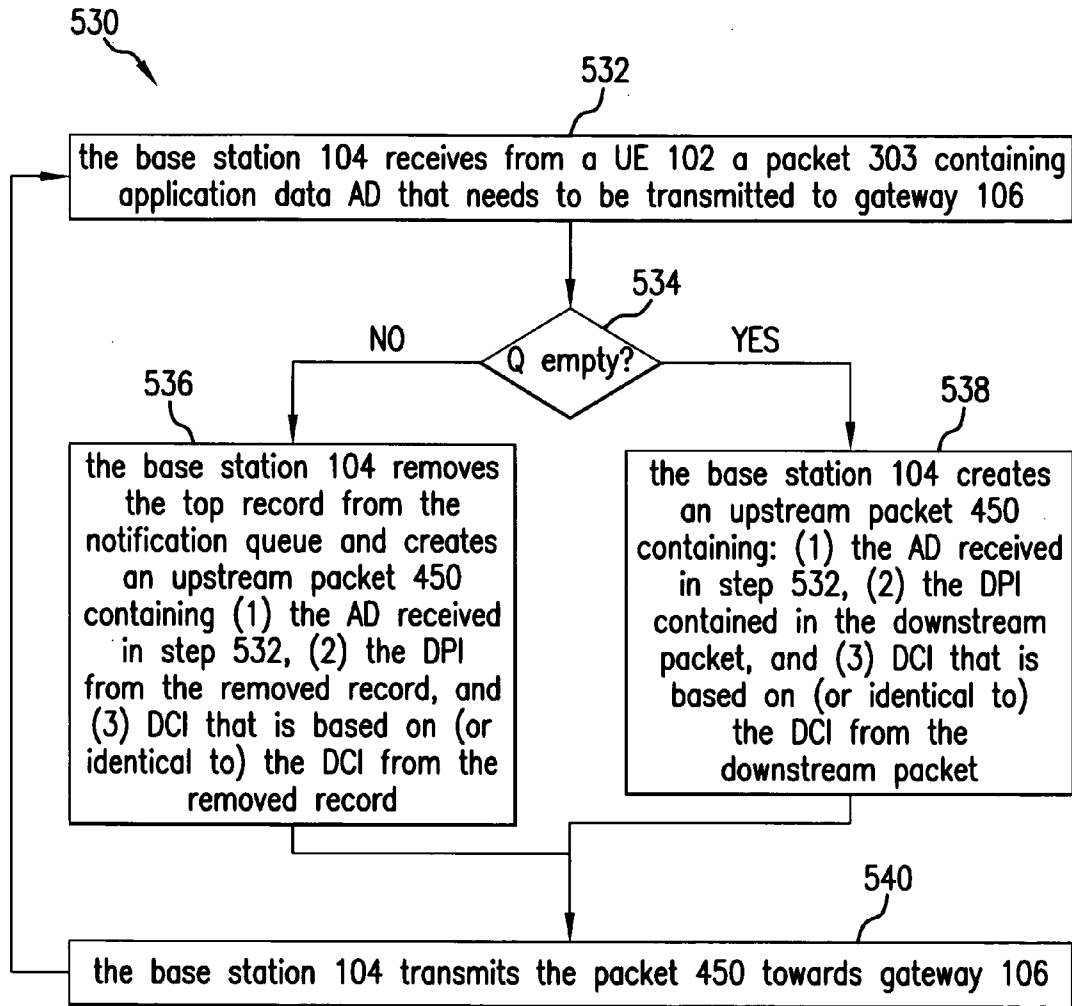 530
532
the base station 104 receives from a UE 102 a packet 303 containing
application data AD that needs to be transmitted to gateway 106
534
NO
Q empty?
YES
536
the base station 104 removes
the top record from the
notification queue and creates
an upstream packet 450
containing (1) the AD received
in step 532, (2) the DPI
from the removed record, and
(3) DCI that is based on (or
identical to) the DCI from the
removed record
538
the base station 104 creates
an upstream packet 450
containing: (1) the AD received
in step 532, (2) the DPI
contained in the downstream
packet, and (3) DCI that is
based on (or identical to)
the DCI from the
downstream packet
540
the base station 104 transmits the packet 450 towards gateway 106